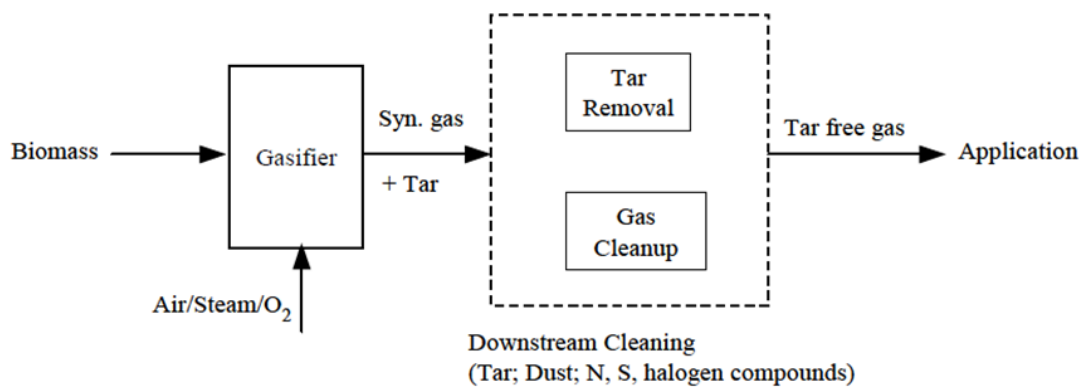 Biomass
Gasifier
Air/Steam/O2
Syn. gas
+ Tar
Tar
Removal
Gas
Cleanup
Tar free gas
Application
Downstream Cleaning
(Tar; Dust; N, S, halogen compounds)